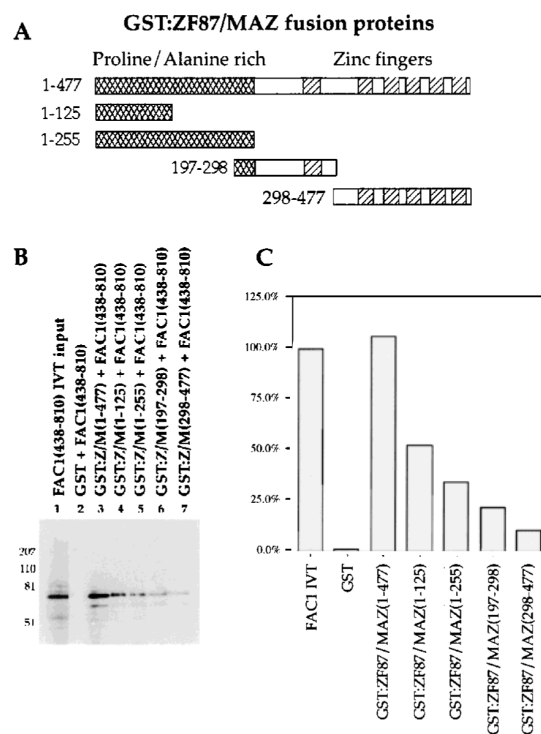 GST:ZF87/MAZ fusion proteins
A
Proline/Alanine rich
Zinc fingers
1-477
1-125
1-255
197-298
298-477
B
FAC1(438-810) IVT input
GST + FAC1(438-810)
GST:Z/M(1-477) + FAC1(438-810)
GST:Z/M(1-125) + FAC1(438-810)
GST:Z/M(1-255) + FAC1(438-810)
GST:Z/M(197-298) + FAC1(438-810)
GST:Z/M(298-477) + FAC1(438-810)
1 2 3 4 5 6 7
207
110
81
51
C
125.0%
100.0%
50.0%
25.0%
0.0%
FAC1 IVT
GST
GST:ZF87/MAZ(1-477)
GST:ZF87/MAZ(1-125)
GST:ZF87/MAZ(1-255)
GST:ZF87/MAZ(197-298)
GST:ZF87/MAZ(298-477)